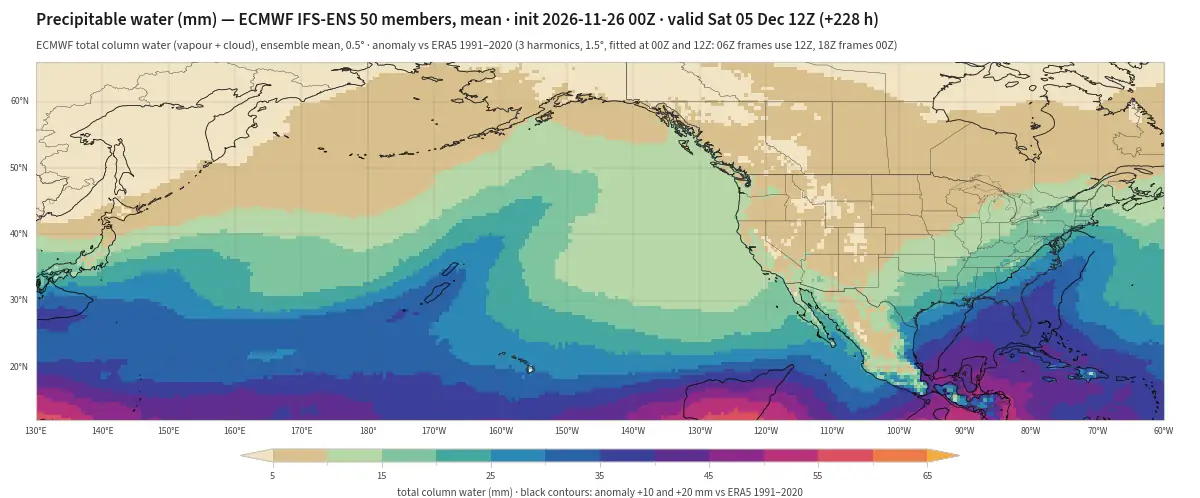 Precipitable water (mm) — ECMWF IFS-ENS 50 members, mean · init 2026-11-26 00Z · valid Sat 05 Dec 12Z (+228 h)
ECMWF total column water (vapour + cloud), ensemble mean, 0.5° · anomaly vs ERA5 1991–2020 (3 harmonics, 1.5°, fitted at 00Z and 12Z: 06Z frames use 12Z, 18Z frames 00Z)
60°N
50°N
40°N
30°N
20°N
130°E 140°E 150°E 160°E 170°E 180° 170°W 160°W 150°W 140°W 130°W 120°W 110°W 100°W 90°W 80°W 70°W 60°W
5 15 25 35 45 55 65
total column water (mm) · black contours: anomaly +10 and +20 mm vs ERA5 1991–2020